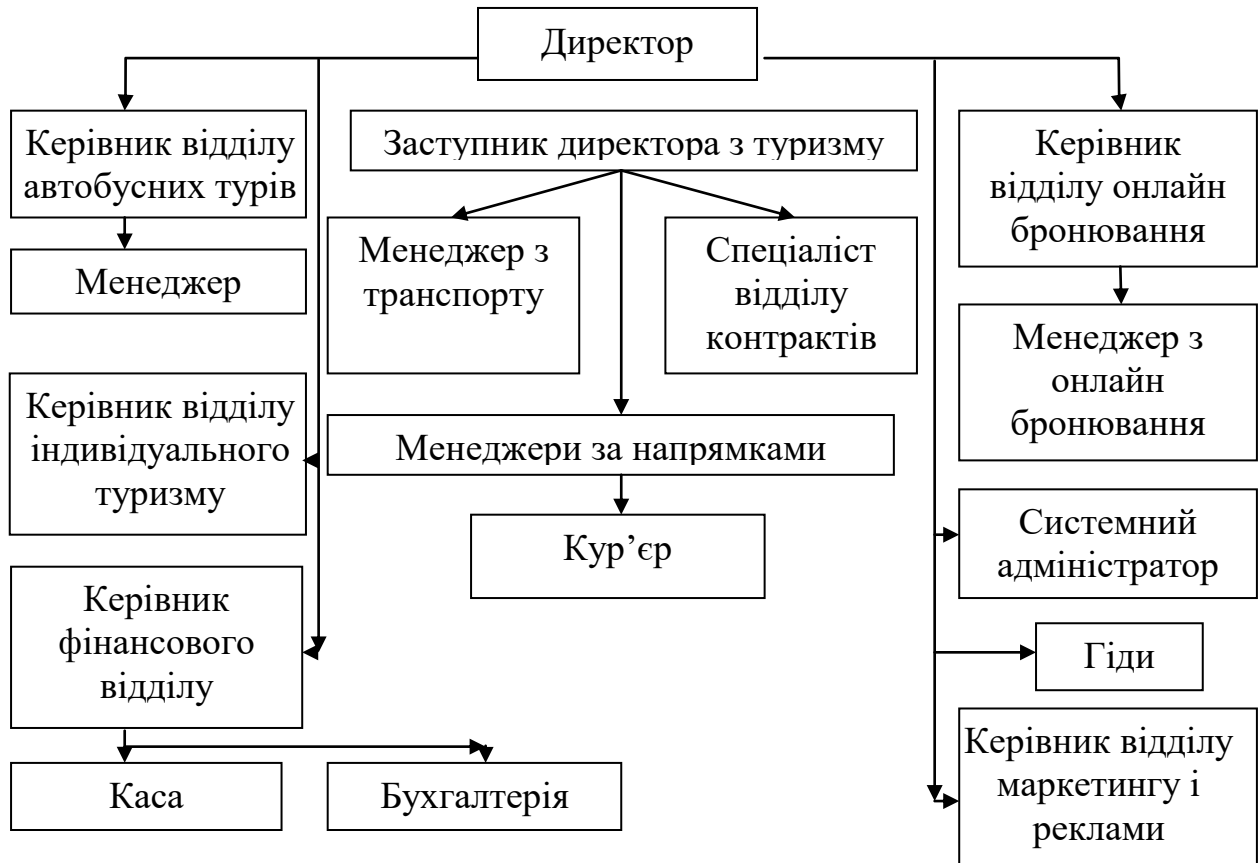 Директор
Керівник відділу
автобусних турів
Менеджер
Заступник директора з туризму
Менеджер з
транспорту
Спеціаліст
відділу
контрактів
Керівник
відділу онлайн
бронювання
Менеджер з
онлайн
бронювання
Керівник відділу
індивідуального
туризму
Менеджери за напрямками
Кур’єр
Системний
адміністратор
Керівник
фінансового
відділу
Гіди
Каса
Бухгалтерія
Керівник відділу
маркетингу і
реклами